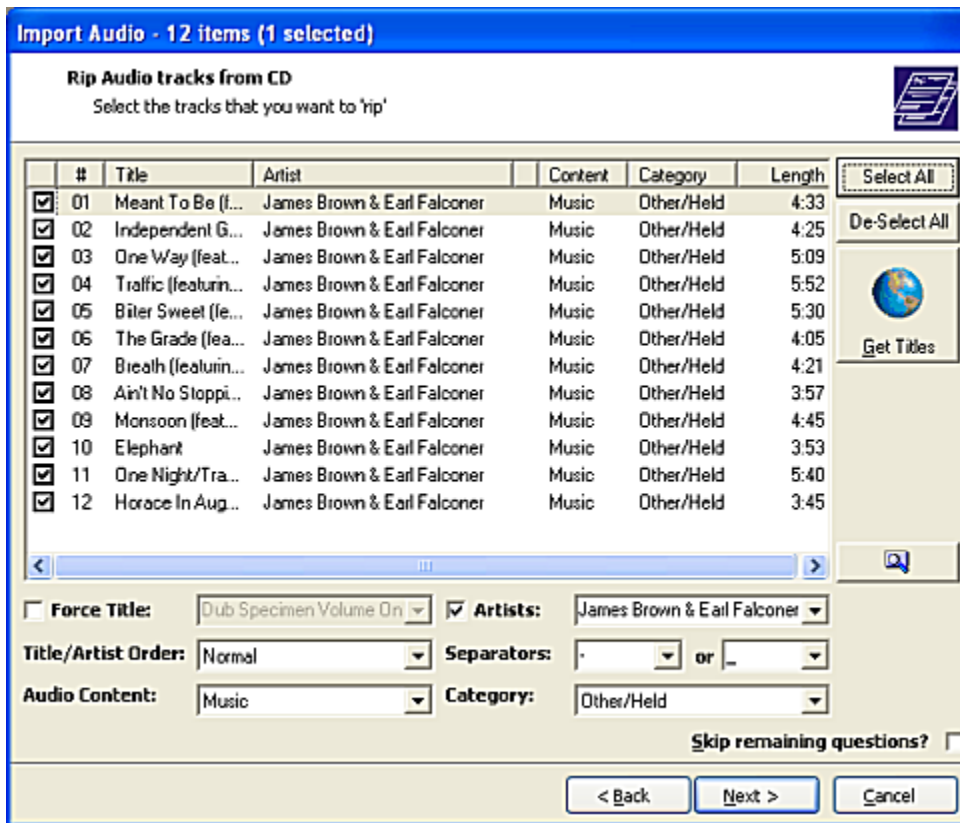 Import Audio - 12 items (1 selected)
Rip Audio tracks from CD
Select the tracks that you want to 'rip'
# Title Artist Content Category Length
01 Meant To Be (f... James Brown & Earl Falconer Music Other/Held 4:33
02 Independent G... James Brown & Earl Falconer Music Other/Held 4:25
03 One Way (feat... James Brown & Earl Falconer Music Other/Held 5:09
04 Traffic (featurin... James Brown & Earl Falconer Music Other/Held 5:52
05 Bitter Sweet (fe... James Brown & Earl Falconer Music Other/Held 5:30
06 The Grade (fea... James Brown & Earl Falconer Music Other/Held 4:05
07 Breath (featurin... James Brown & Earl Falconer Music Other/Held 4:21
08 Ain't No Stoppi... James Brown & Earl Falconer Music Other/Held 3:57
09 Monsoon (feat... James Brown & Earl Falconer Music Other/Held 4:45
10 Elephant James Brown & Earl Falconer Music Other/Held 3:53
11 One Night/Tra... James Brown & Earl Falconer Music Other/Held 5:40
12 Horace In Aug... James Brown & Earl Falconer Music Other/Held 3:45
Select All
De-Select All
Get Titles
Force Title: Dub Specimen Volume On Artists: James Brown & Earl Falconer
Title/Artist Order: Normal Separators: - or _
Audio Content: Music Category: Other/Held
Skip remaining questions?
< Back Next > Cancel